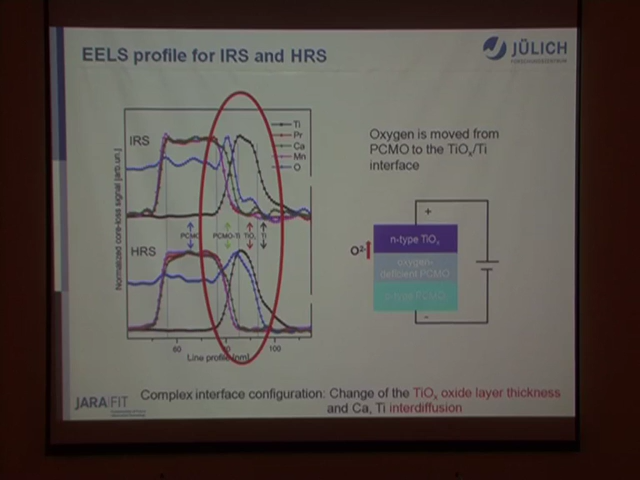 EELS profile for IRS and HRS
JÜLICH
FORSCHUNGSZENTRUM
IRS
Ti
Pr
Ca
Mn
O
Normalized core-loss signal [arb.un.]
PCMO
PCMO-Ti
TiOₓ
Ti
HRS
60
80
100
Line profile [nm]
Oxygen is moved from
PCMO to the TiOₓ/Ti
interface
+
n-type TiOₓ
O²⁻
oxygen-
deficient PCMO
p-type PCMO
-
JARA|FIT
Complex interface configuration: Change of the TiOₓ oxide layer thickness
and Ca, Ti interdiffusion